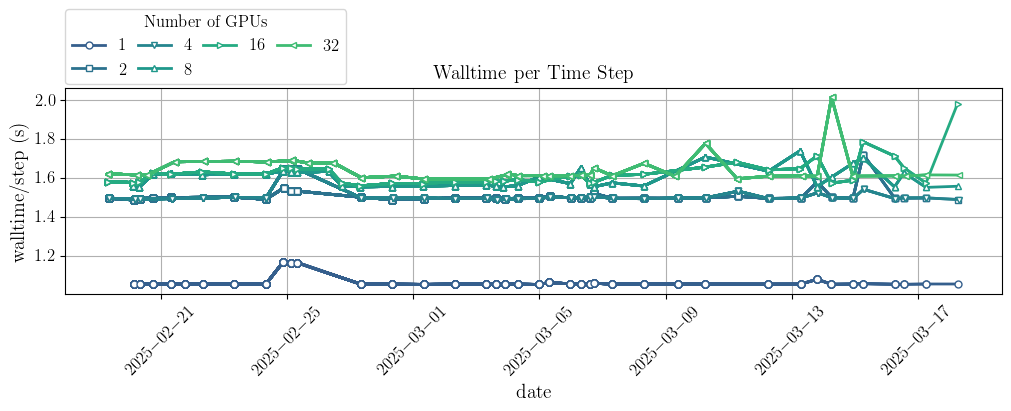 Number of GPUs
1 4 16 32
2 8
Walltime per Time Step
walltime/step (s)
2.0
1.8
1.6
1.4
1.2
2025−02−21
2025−02−25
2025−03−01
2025−03−05
2025−03−09
2025−03−13
2025−03−17
date